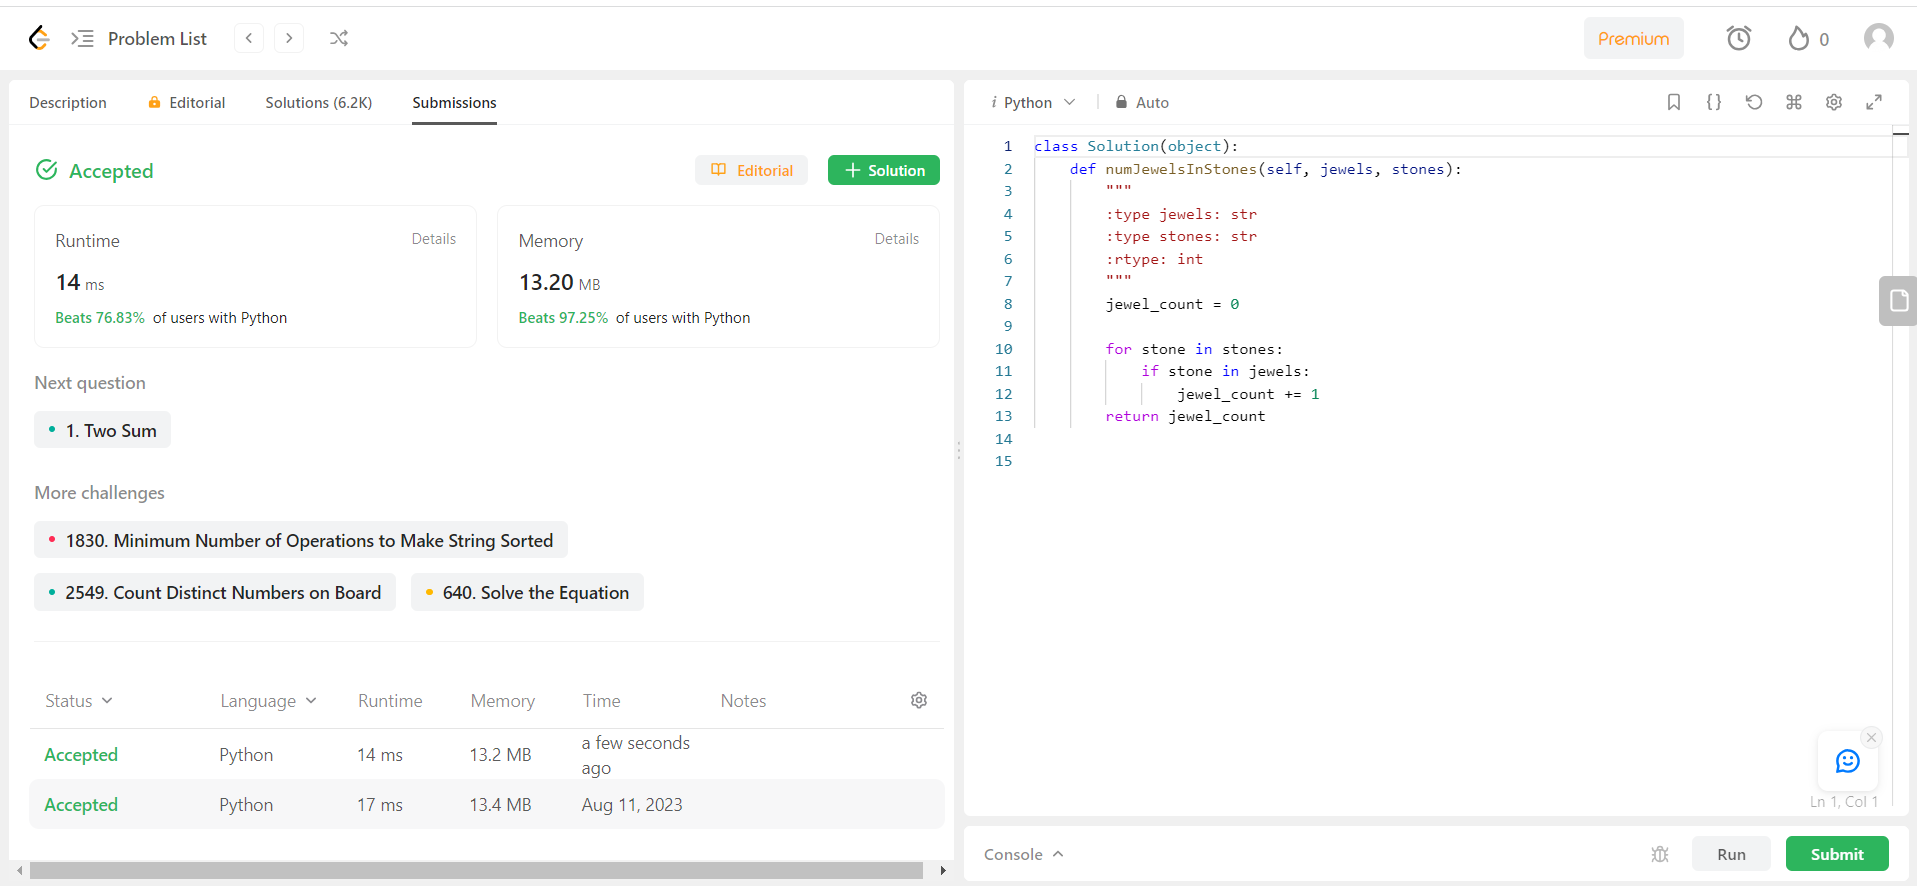 Problem List
Premium
0
Description
Editorial
Solutions (6.2K)
Submissions
Accepted
Editorial
Solution
Runtime
Details
14 ms
Beats 76.83% of users with Python
Memory
Details
13.20 MB
Beats 97.25% of users with Python
Next question
1. Two Sum
More challenges
1830. Minimum Number of Operations to Make String Sorted
2549. Count Distinct Numbers on Board
640. Solve the Equation
Status Language Runtime Memory Time Notes
Accepted Python 14 ms 13.2 MB a few seconds ago
Accepted Python 17 ms 13.4 MB Aug 11, 2023
i Python
Auto
1 class Solution(object):
2     def numJewelsInStones(self, jewels, stones):
3         """
4         :type jewels: str
5         :type stones: str
6         :rtype: int
7         """
8         jewel_count = 0
9
10         for stone in stones:
11             if stone in jewels:
12                 jewel_count += 1
13         return jewel_count
14
15
Ln 1, Col 1
Console
Run
Submit